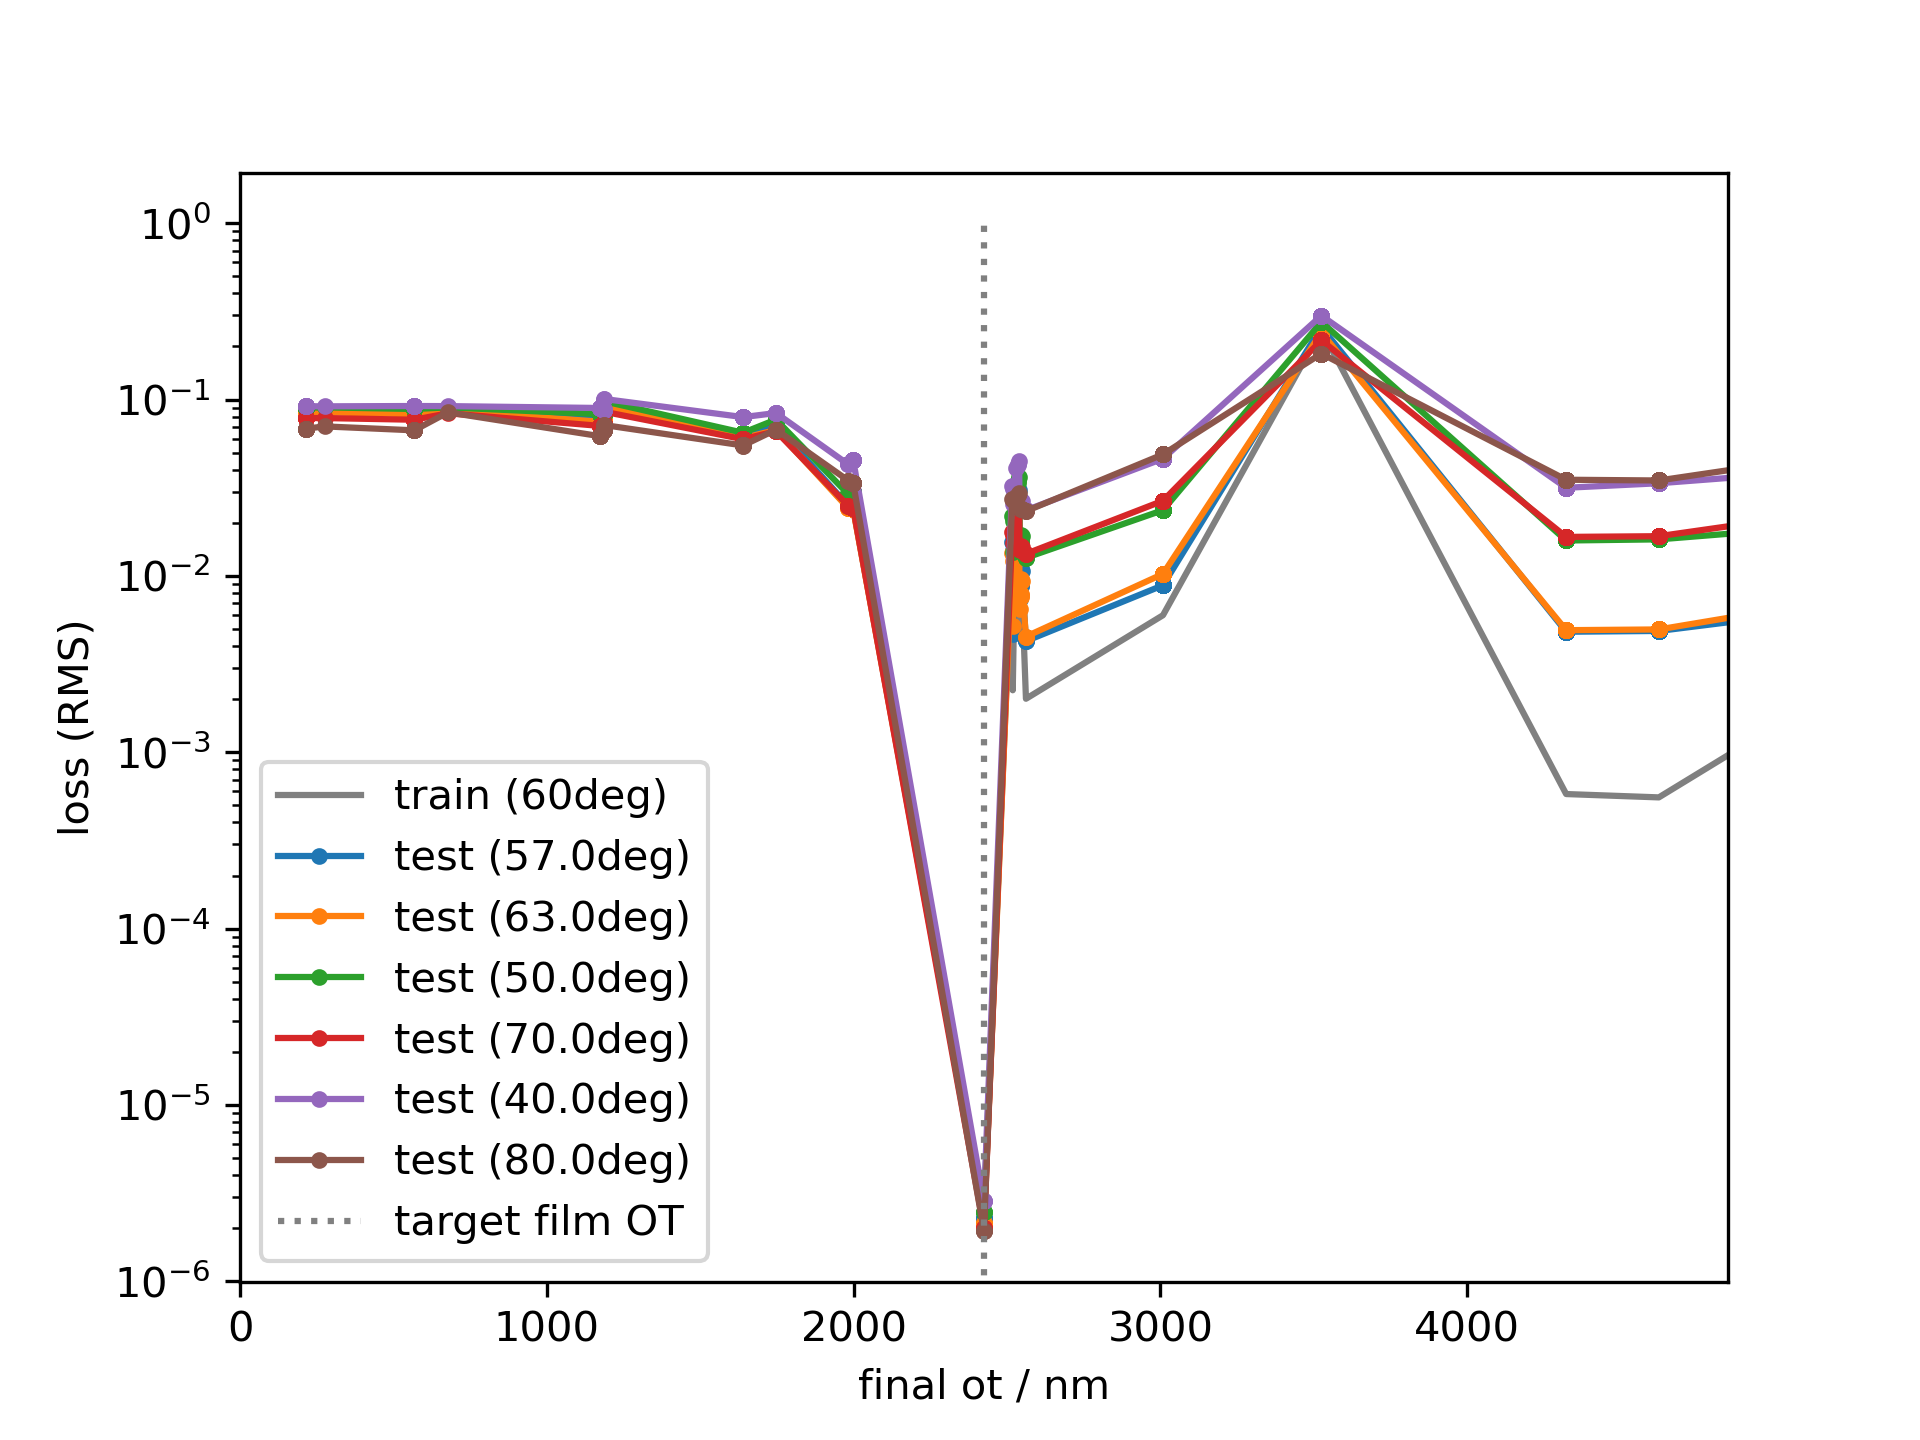 10⁰
10⁻¹
10⁻²
10⁻³
10⁻⁴
10⁻⁵
10⁻⁶
loss (RMS)
train (60deg)
test (57.0deg)
test (63.0deg)
test (50.0deg)
test (70.0deg)
test (40.0deg)
test (80.0deg)
target film OT
0 1000 2000 3000 4000
final ot / nm